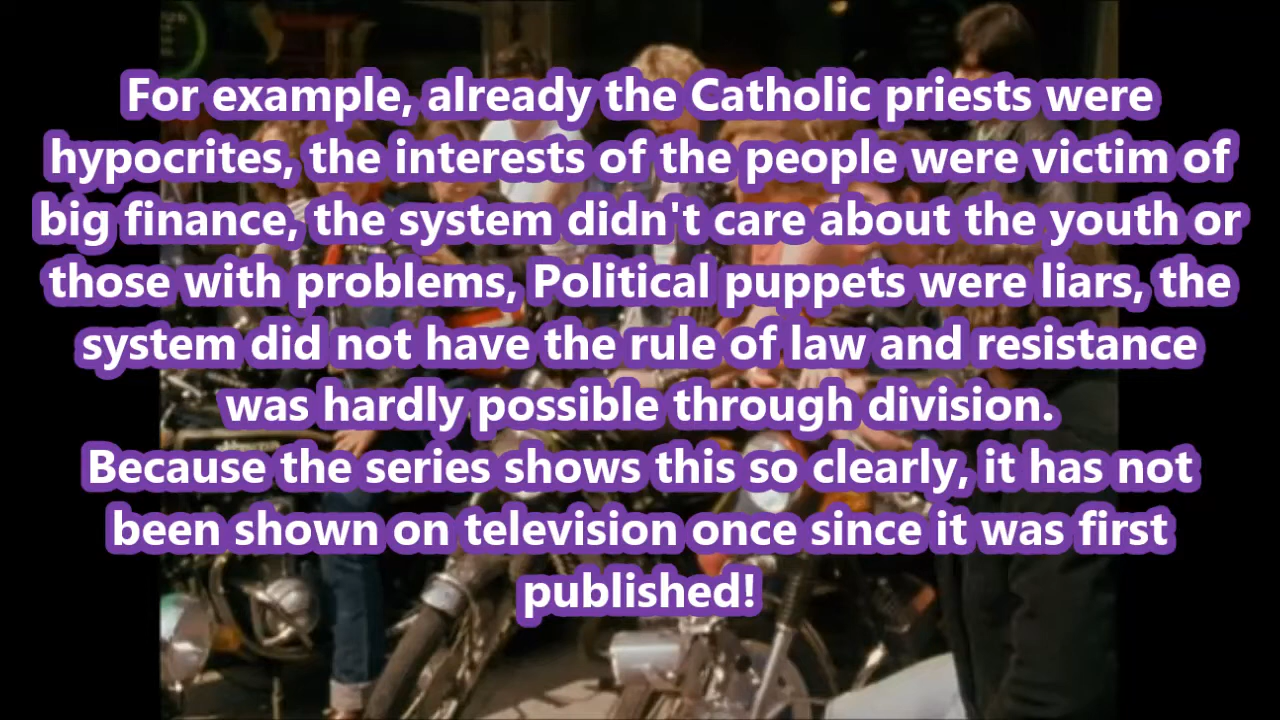 For example, already the Catholic priests were
hypocrites, the interests of the people were victim of
big finance, the system didn't care about the youth or
those with problems, Political puppets were liars, the
system did not have the rule of law and resistance
was hardly possible through division.
Because the series shows this so clearly, it has not
been shown on television once since it was first
published!